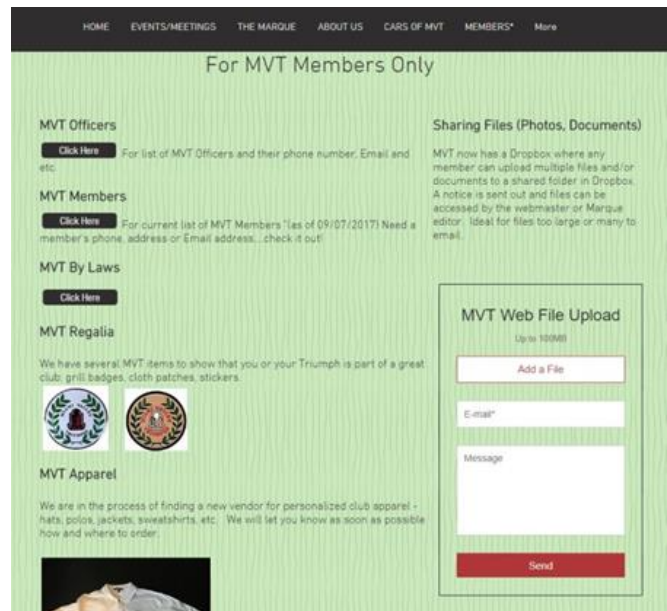 HOME EVENTS/MEETINGS THE MARQUE ABOUT US CARS OF MVT MEMBERS* More
For MVT Members Only
MVT Officers
Click Here For list of MVT Officers and their phone number, Email and
etc.
MVT Members
Click Here For current list of MVT Members "(as of 09/07/2017) Need a
member's phone, address or Email address...check it out!
MVT By Laws
Click Here
MVT Regalia
We have several MVT items to show that you or your Triumph is part of a great
club: grill badges, cloth patches, stickers.
MVT Apparel
We are in the process of finding a new vendor for personalized club apparel -
hats, polos, jackets, sweatshirts, etc. We will let you know as soon as possible
how and where to order.
Sharing Files (Photos, Documents)
MVT now has a Dropbox where any
member can upload multiple files and/or
documents to a shared folder in Dropbox.
A notice is sent out and files can be
accessed by the webmaster or Marque
editor. Ideal for files too large or many to
email.
MVT Web File Upload
Up to 100MB
Add a File
E-mail*
Message
Send